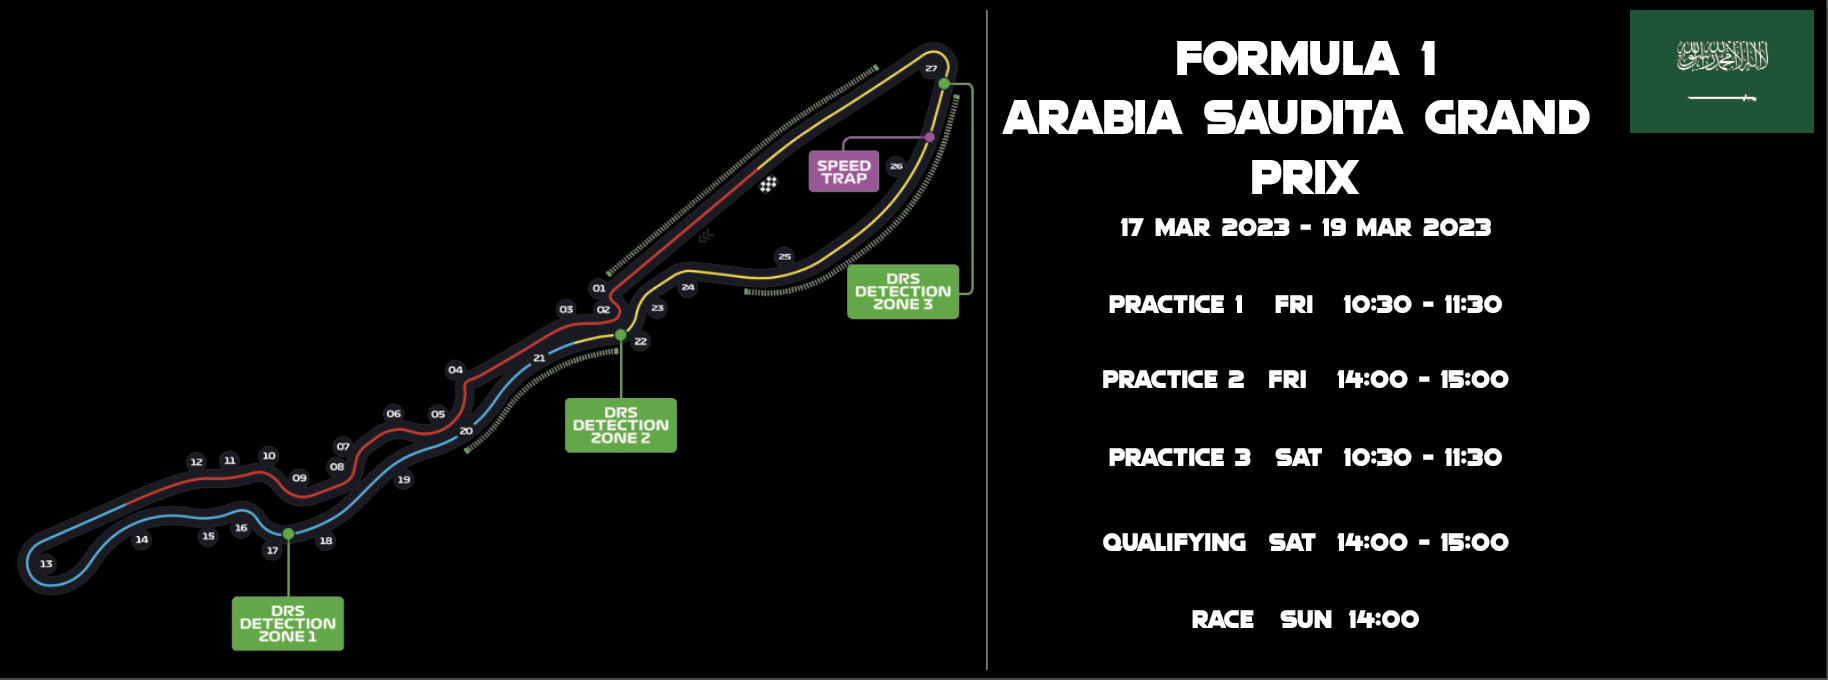 27
SPEED
TRAP
26
25
24
23
22
DRS
DETECTION
ZONE 3
01
02
03
21
04
DRS
DETECTION
ZONE 2
05
06
20
07
08
19
09
10
11
12
18
17
16
15
14
13
DRS
DETECTION
ZONE 1
FORMULA 1
ARABIA SAUDITA GRAND
PRIX
17 MAR 2023 - 19 MAR 2023
PRACTICE 1 FRI 10:30 - 11:30
PRACTICE 2 FRI 14:00 - 15:00
PRACTICE 3 SAT 10:30 - 11:30
QUALIFYING SAT 14:00 - 15:00
RACE SUN 14:00
لا إله إلا الله محمد رسول الله